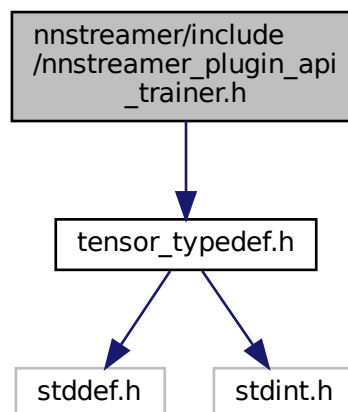 nnstreamer/include
/nnstreamer_plugin_api
_trainer.h
tensor_typedef.h
stddef.h
stdint.h